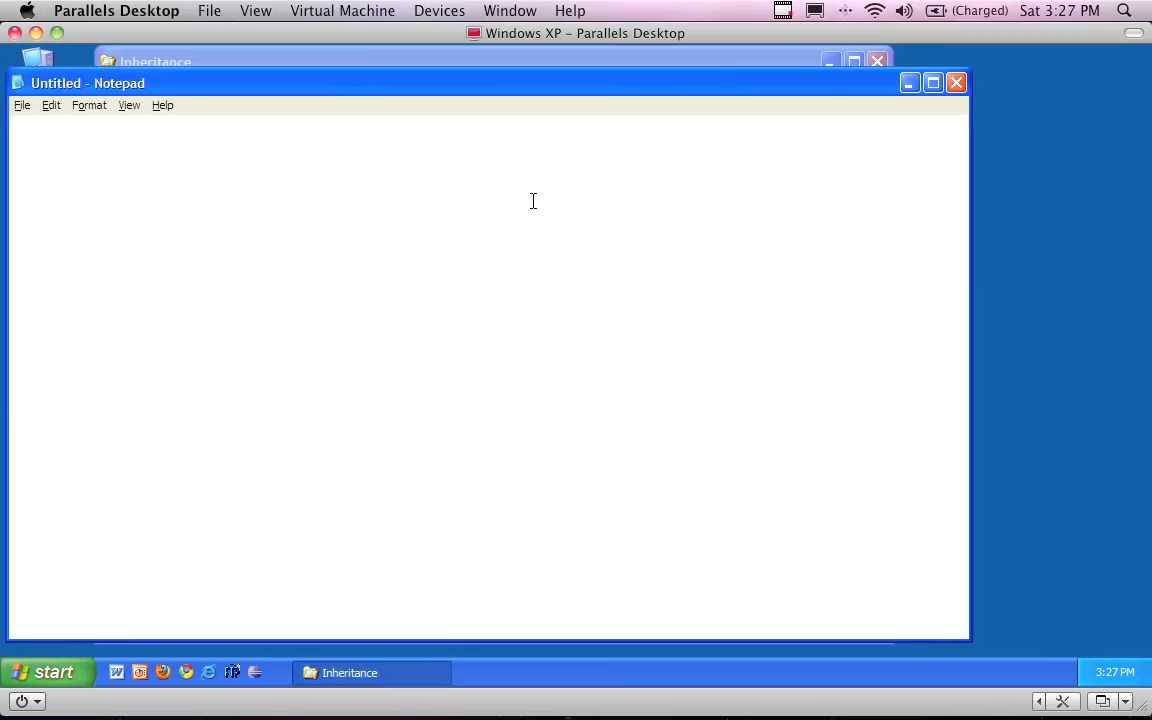 Parallels Desktop File View Virtual Machine Devices Window Help (Charged) Sat 3:27 PM
Windows XP – Parallels Desktop
Inheritance
Untitled - Notepad
File Edit Format View Help
start Inheritance 3:27 PM